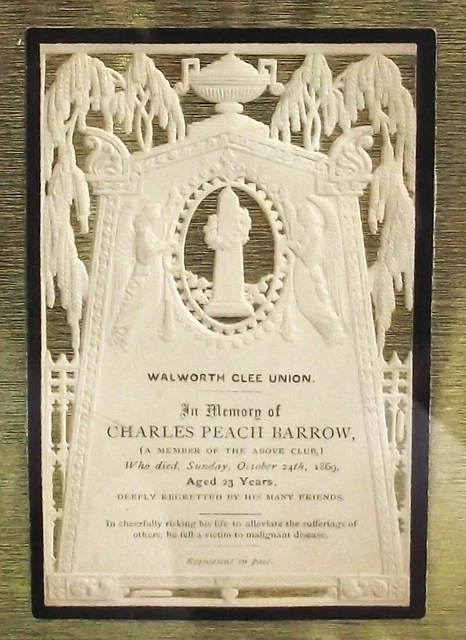 WALWORTH GLEE UNION.
In Memory of
CHARLES PEACH BARROW,
(A MEMBER OF THE ABOVE CLUB,)
Who died, Sunday, October 24th, 1869,
Aged 23 Years,
DEEPLY REGRETTED BY HIS MANY FRIENDS.
In cheerfully risking his life to alleviate the sufferings of
others, he fell a victim to malignant disease.
Requiescat in pace.